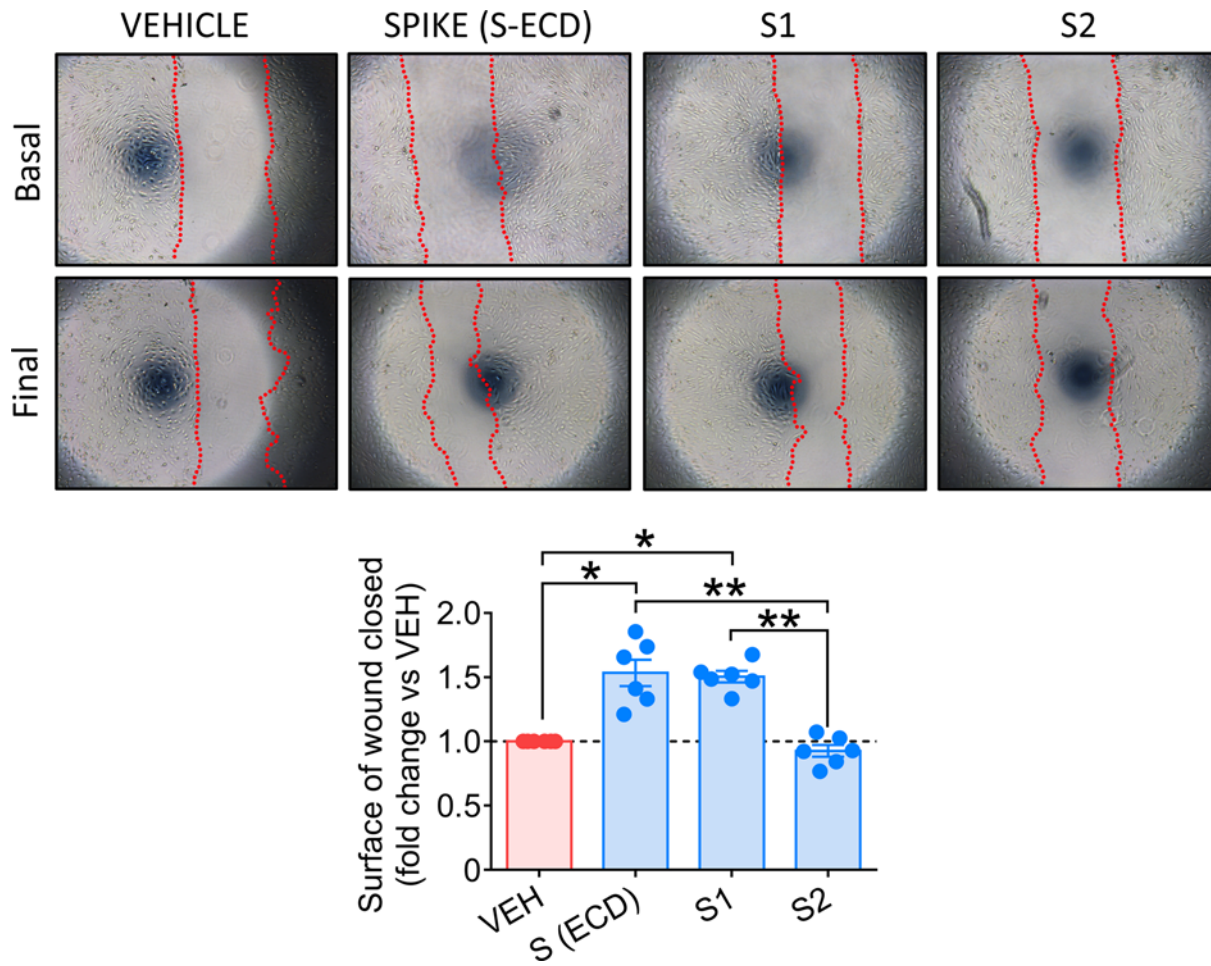 VEHICLE
SPIKE (S-ECD)
S1
S2
Basal
Final
Surface of wound closed
(fold change vs VEH)
*
*
**
**
2.0
1.5
1.0
0.5
0
VEH
S (ECD)
S1
S2